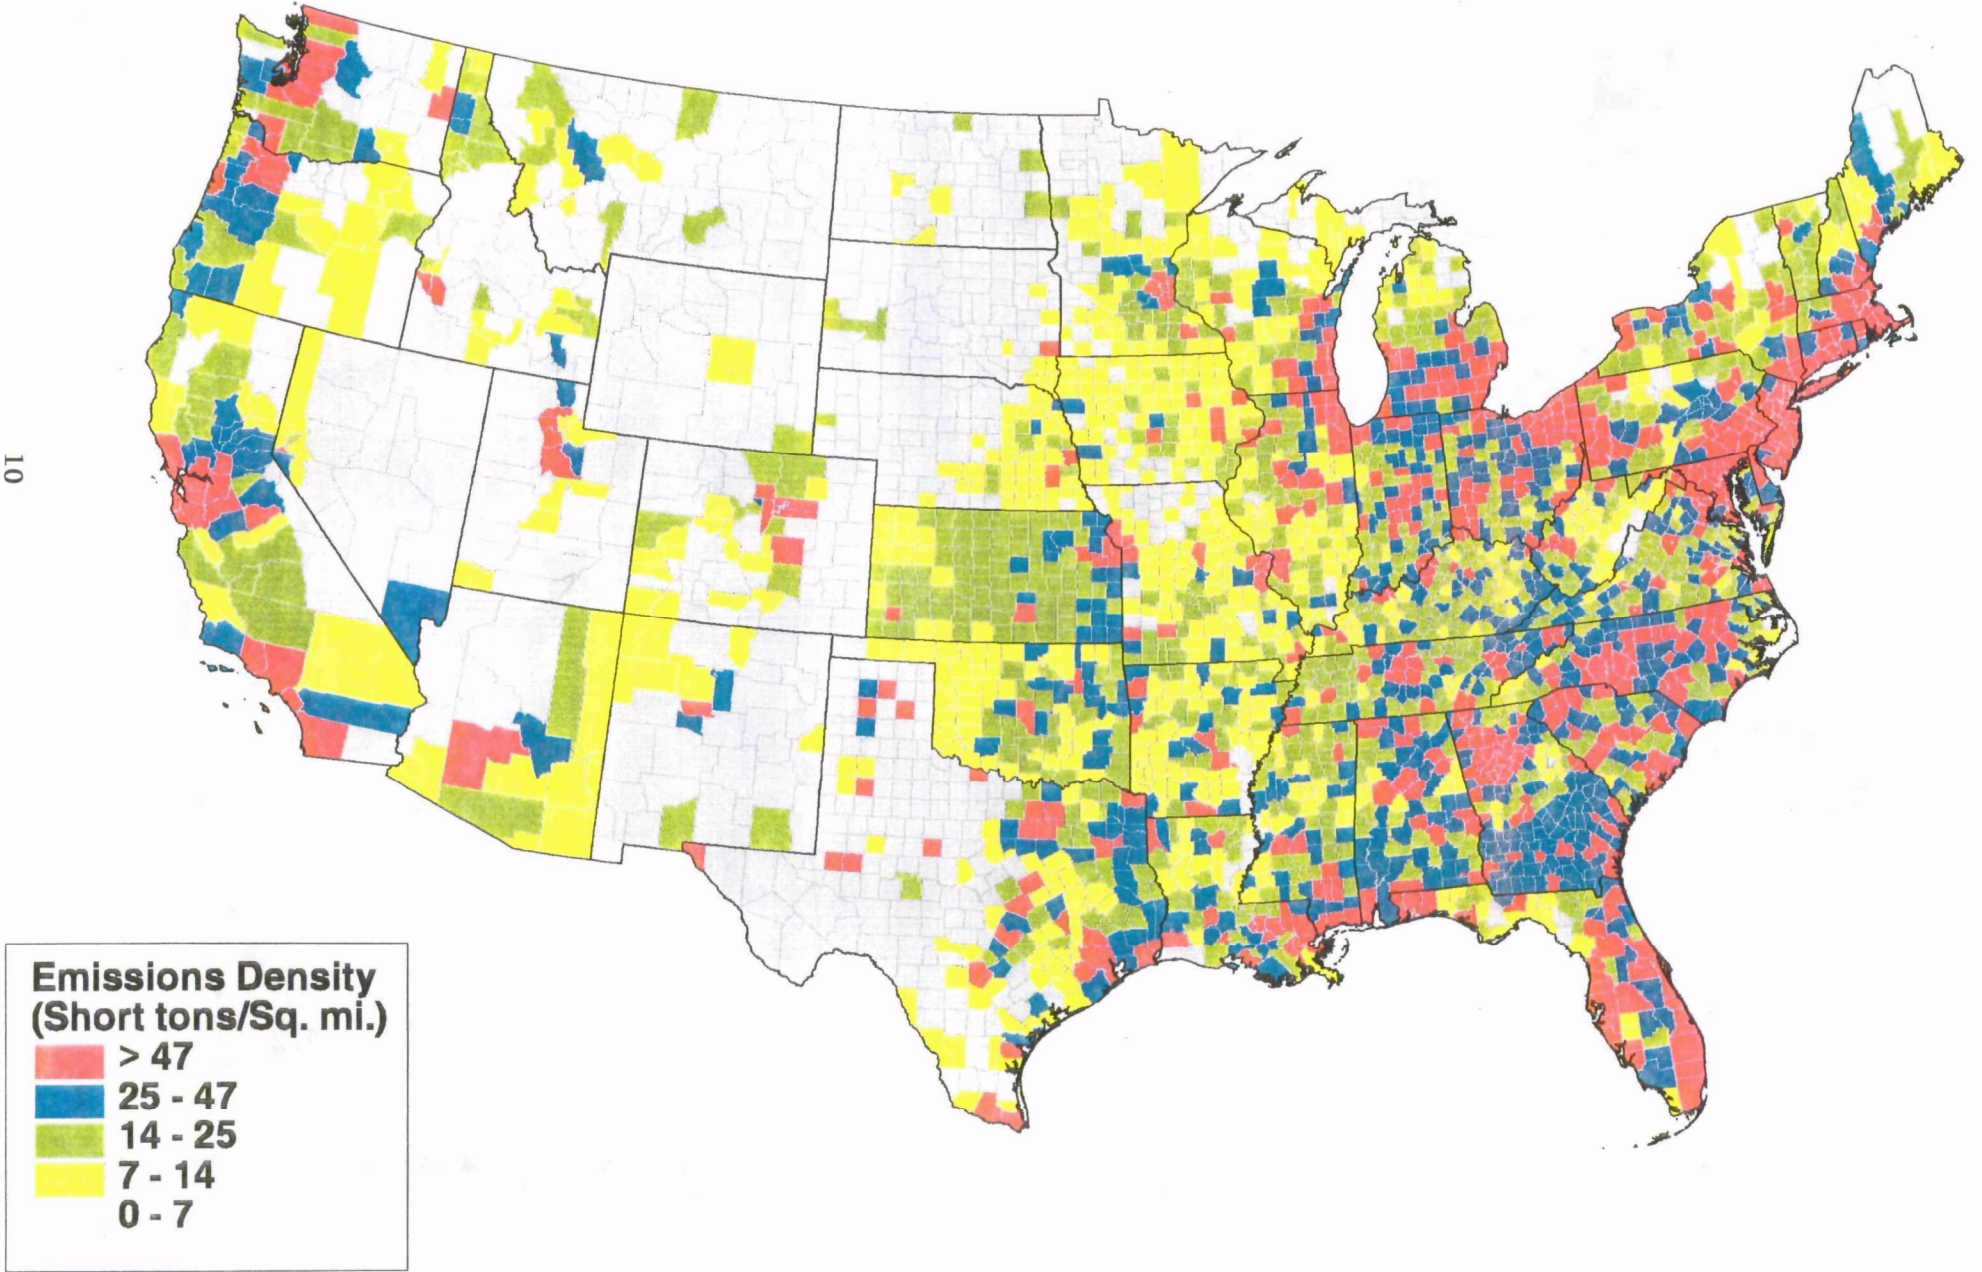 10
Emissions Density
(Short tons/Sq. mi.)
> 47
25 - 47
14 - 25
7 - 14
0 - 7